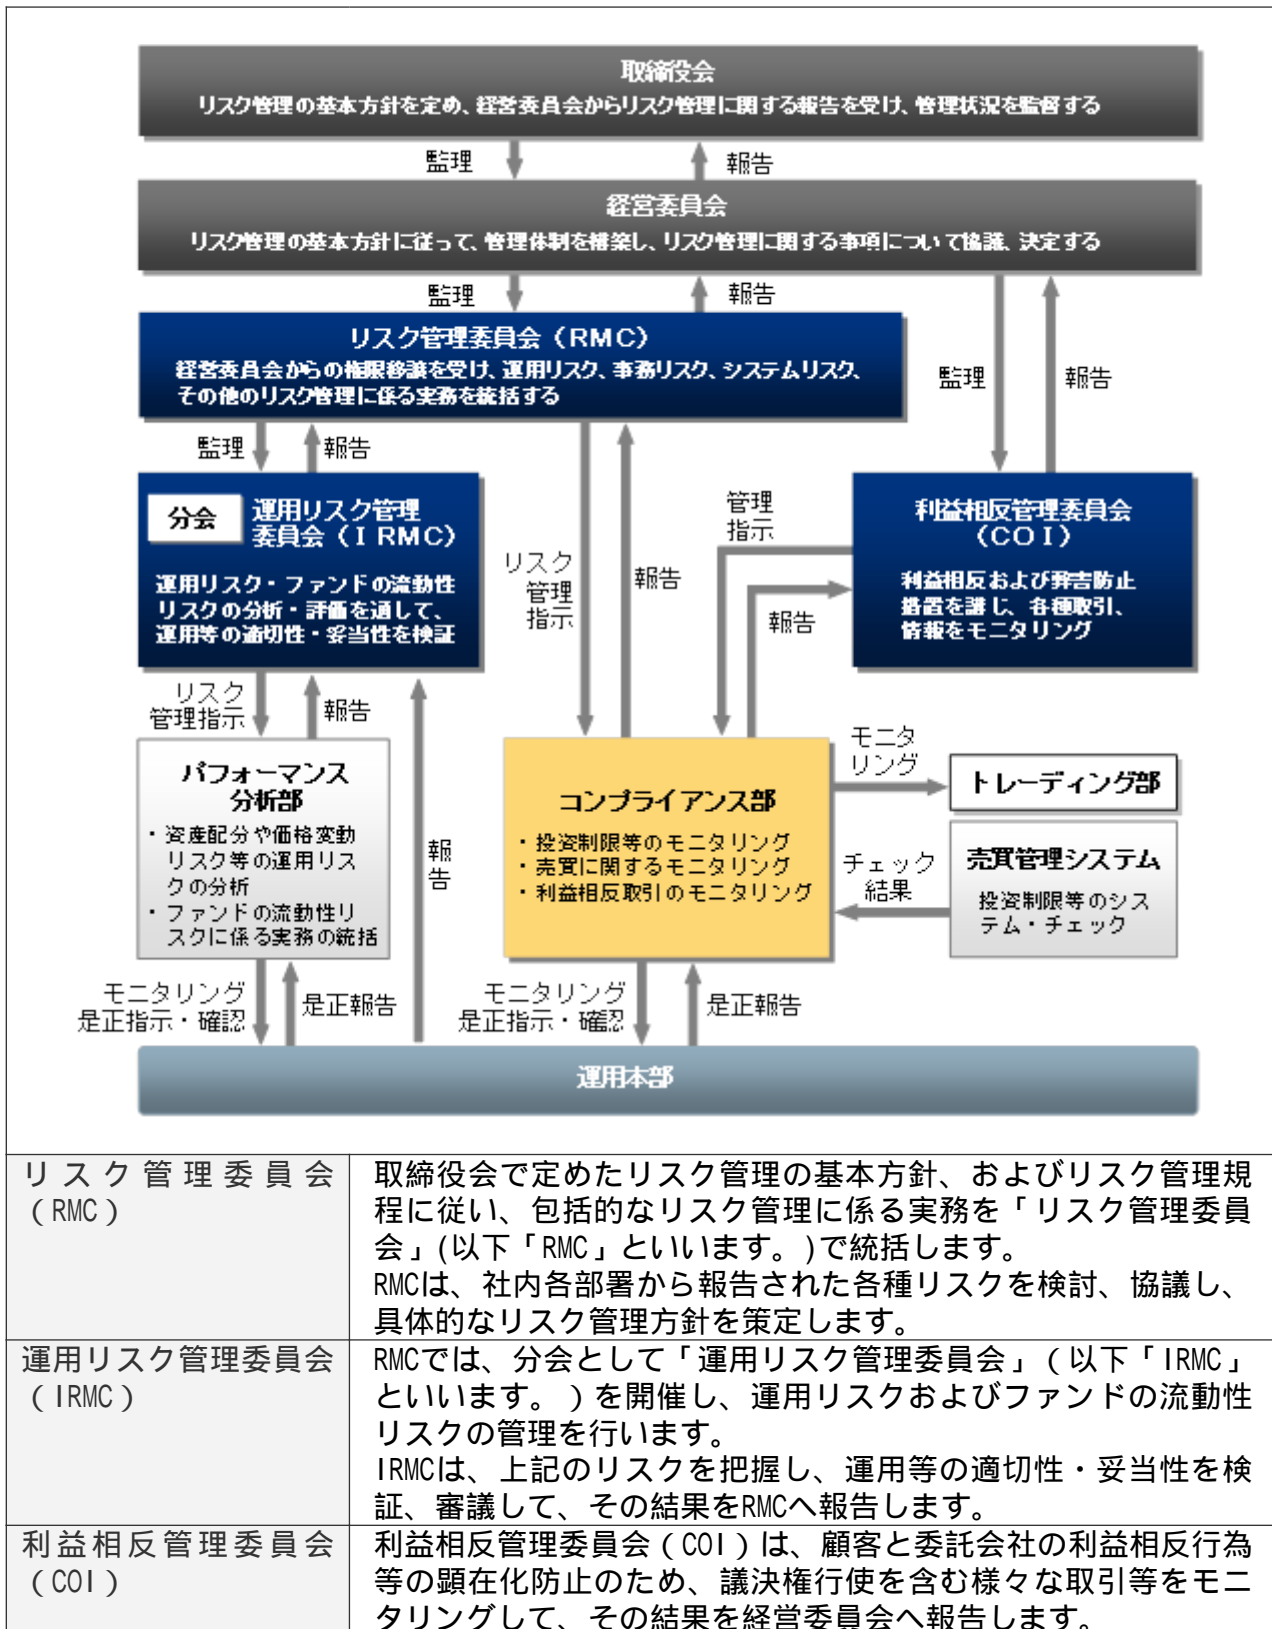 取締役会
リスク管理の基本方針を定め、経営委員会からリスク管理に関する報告を受け、管理状況を監督する
監理
報告
経営委員会
リスク管理の基本方針に従って、管理体制を構築し、リスク管理に関する事項について協議、決定する
監理
報告
リスク管理委員会（RMC）
経営委員会からの権限移譲を受け、運用リスク、事務リスク、システムリスク、
その他のリスク管理に係る実務を統括する
監理
報告
監理
報告
分会
運用リスク管理
委員会（IRMC）
運用リスク・ファンドの流動性
リスクの分析・評価を通して、
運用等の適切性・妥当性を検証
リスク
管理
指示
報告
管理
指示
報告
利益相反管理委員会
（COI）
利益相反および弊害防止
措置を講じ、各種取引、
情報をモニタリング
リスク
管理指示
報告
パフォーマンス
分析部
・資産配分や価格変動
リスク等の運用リス
クの分析
・ファンドの流動性リ
スクに係る実務の統括
報
告
コンプライアンス部
・投資制限等のモニタリング
・売買に関するモニタリング
・利益相反取引のモニタリング
モニタ
リング
トレーディング部
チェック
結果
売買管理システム
投資制限等のシス
テム・チェック
モニタリング
是正指示・確認
是正報告
モニタリング
是正指示・確認
是正報告
運用本部
リスク管理委員会
（RMC）
取締役会で定めたリスク管理の基本方針、およびリスク管理規
程に従い、包括的なリスク管理に係る実務を「リスク管理委員
会」(以下「RMC」といいます。)で統括します。
RMCは、社内各部署から報告された各種リスクを検討、協議し、
具体的なリスク管理方針を策定します。
運用リスク管理委員会
（IRMC）
RMCでは、分会として「運用リスク管理委員会」（以下「IRMC」
といいます。）を開催し、運用リスクおよびファンドの流動性
リスクの管理を行います。
IRMCは、上記のリスクを把握し、運用等の適切性・妥当性を検
証、審議して、その結果をRMCへ報告します。
利益相反管理委員会
（COI）
利益相反管理委員会（COI）は、顧客と委託会社の利益相反行為
等の顕在化防止のため、議決権行使を含む様々な取引等をモニ
タリングして、その結果を経営委員会へ報告します。